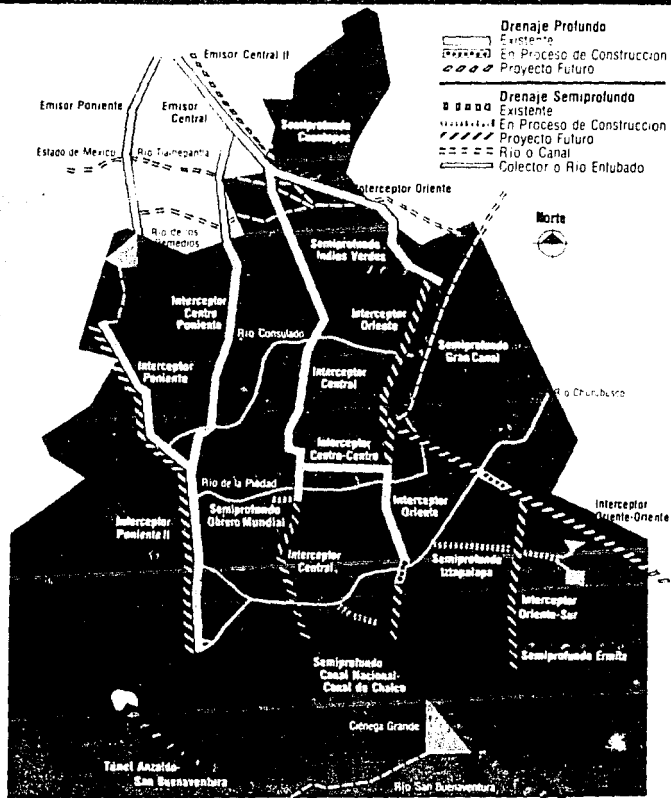 Drenaje Profundo
Existente
En Proceso de Construccion
Proyecto Futuro
Drenaje Semiprofundo
Existente
En Proceso de Construccion
Proyecto Futuro
Rio o Canal
Colector o Rio Entubado
Emisor Central II
Emisor Poniente
Emisor
Central
Semiprofundo
Estado de Mexico
Rio Tlalnepantla
Interceptor Oriente
Norte
Rio de los
Remedios
Semiprofundo
Indios Verdes
Interceptor
Centro
Poniente
Interceptor
Oriente
Rio Consulado
Semiprofundo
Gran Canal
Interceptor
Poniente
Interceptor
Central
Rio Churubusco
Interceptor
Centro-Centro
Rio de la Piedad
Semiprofundo
Obrero Mundial
Interceptor
Oriente
Interceptor
Oriente-Oriente
Interceptor
Poniente II
Interceptor
Central
Semiprofundo
Iztapalapa
Interceptor
Oriente-Sur
Semiprofundo Ermita
Semiprofundo
Canal Nacional-
Canal de Chalco
Ciénega Grande
Túnel Anzaldo-
San Buenaventura
Rio San Buenaventura